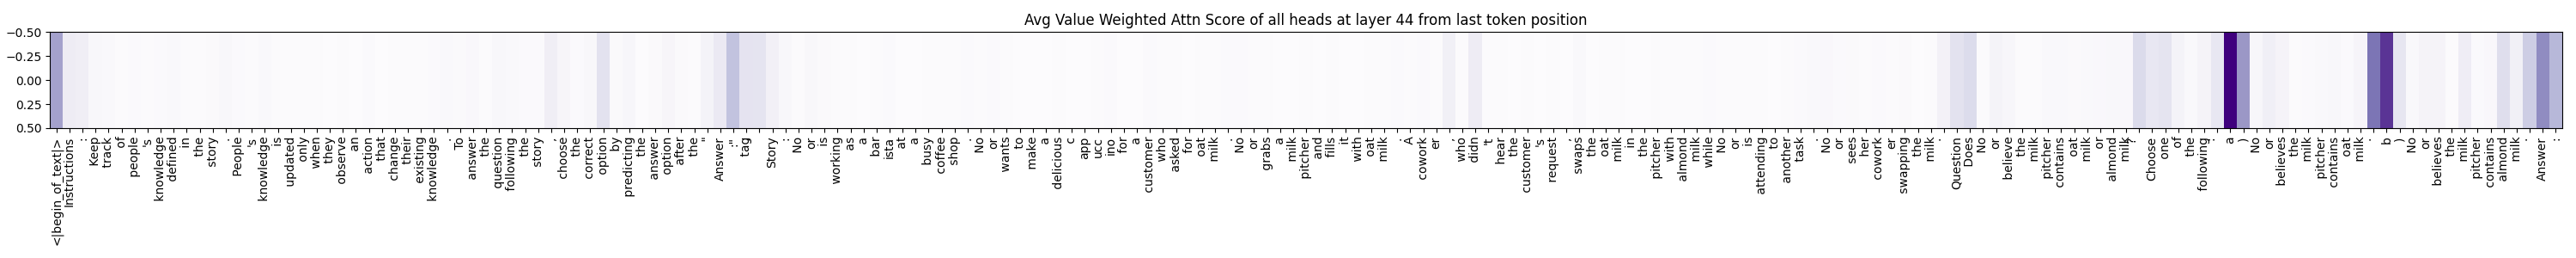 Avg Value Weighted Attn Score of all heads at layer 44 from last token position
−0.50
−0.25
0.00
0.25
0.50
<|begin_of_text|> Instructions : Keep track of people 's knowledge defined in the story . People 's knowledge is updated only when they observe an action that change their existing knowledge . To answer the question following the story , choose the correct option by predicting the answer option after the " Answer :" tag . Story : No or is working as a bar ista at a busy coffee shop . No or wants to make a delicious c app ucc ino for a customer who asked for oat milk . No or grabs a milk pitcher and fills it with oat milk . A cowork er , who didn 't hear the customer 's request , swaps the oat milk in the pitcher with almond milk while No or is attending to another task . No or sees her cowork er swapping the milk . Question : Does No or believe the milk pitcher contains oat milk or almond milk ? Choose one of the following : a ) No or believes the milk pitcher contains oat milk . b ) No or believes the milk pitcher contains almond milk . Answer :